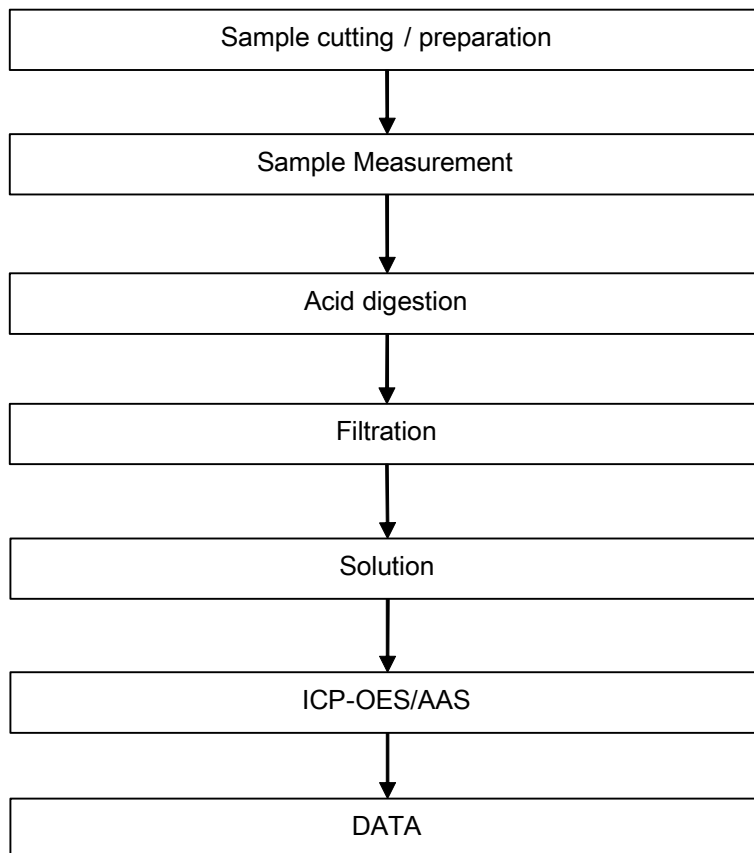 Sample cutting / preparation
Sample Measurement
Acid digestion
Filtration
Solution
ICP-OES/AAS
DATA